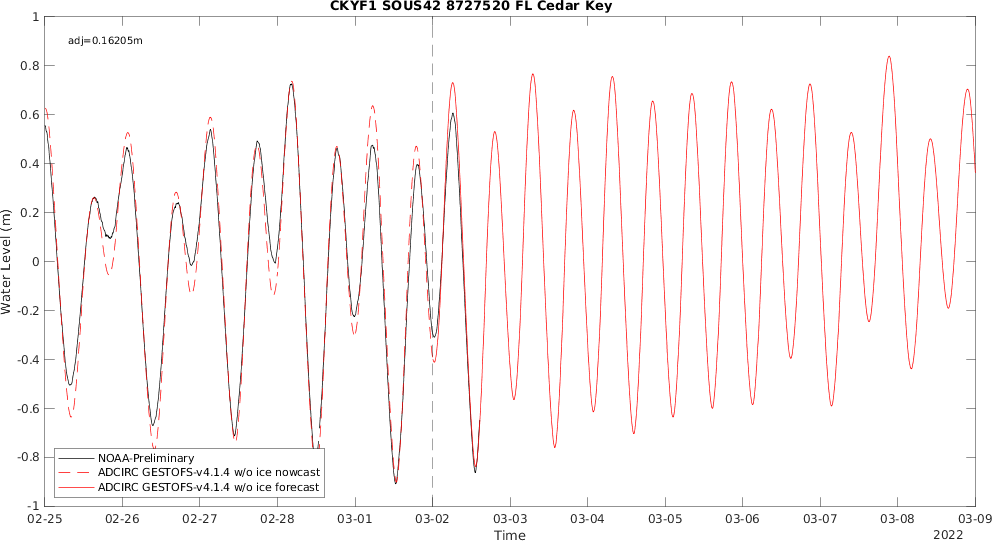 CKYF1 SOUS42 8727520 FL Cedar Key
adj=0.16205m
1
0.8
0.6
0.4
0.2
0
-0.2
-0.4
-0.6
-0.8
-1
Water Level (m)
NOAA-Preliminary
ADCIRC GESTOFS-v4.1.4 w/o ice nowcast
ADCIRC GESTOFS-v4.1.4 w/o ice forecast
02-25 02-26 02-27 02-28 03-01 03-02 03-03 03-04 03-05 03-06 03-07 03-08 03-09
Time
2022